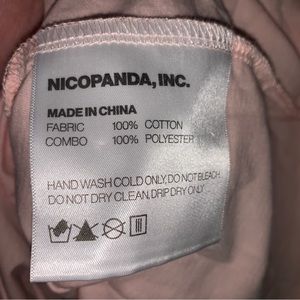 NICOPANDA, INC.
MADE IN CHINA
FABRIC 100% COTTON
COMBO 100% POLYESTER
HAND WASH COLD ONLY. DO NOT BLEACH.
DO NOT DRY CLEAN. DRIP DRY ONLY.